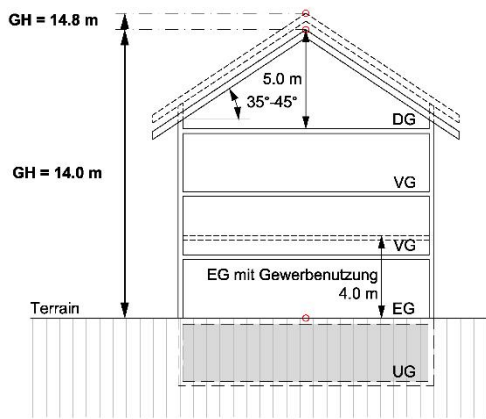 GH = 14.8 m
5.0 m
35°-45°
DG
GH = 14.0 m
VG
VG
EG mit Gewerbenutzung
4.0 m
Terrain
EG
UG